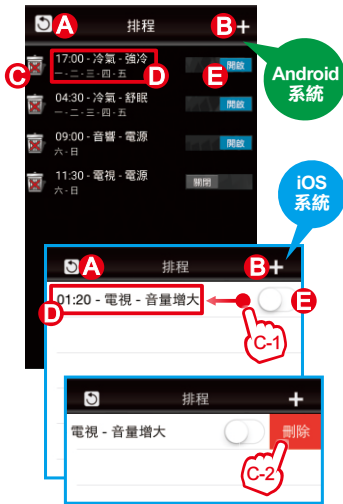 A 排程 B +
C 17:00 - 冷氣 - 強冷 D E 開啟
一 - 二 - 三 - 四 - 五
04:30 - 冷氣 - 舒眠 開啟
一 - 二 - 三 - 四 - 五
09:00 - 音響 - 電源 開啟
六 - 日
11:30 - 電視 - 電源 關閉
六 - 日
Android
系統
iOS
系統
A 排程 B +
D 01:20 - 電視 - 音量增大 E
C-1
排程 +
電視 - 音量增大 刪除
C-2